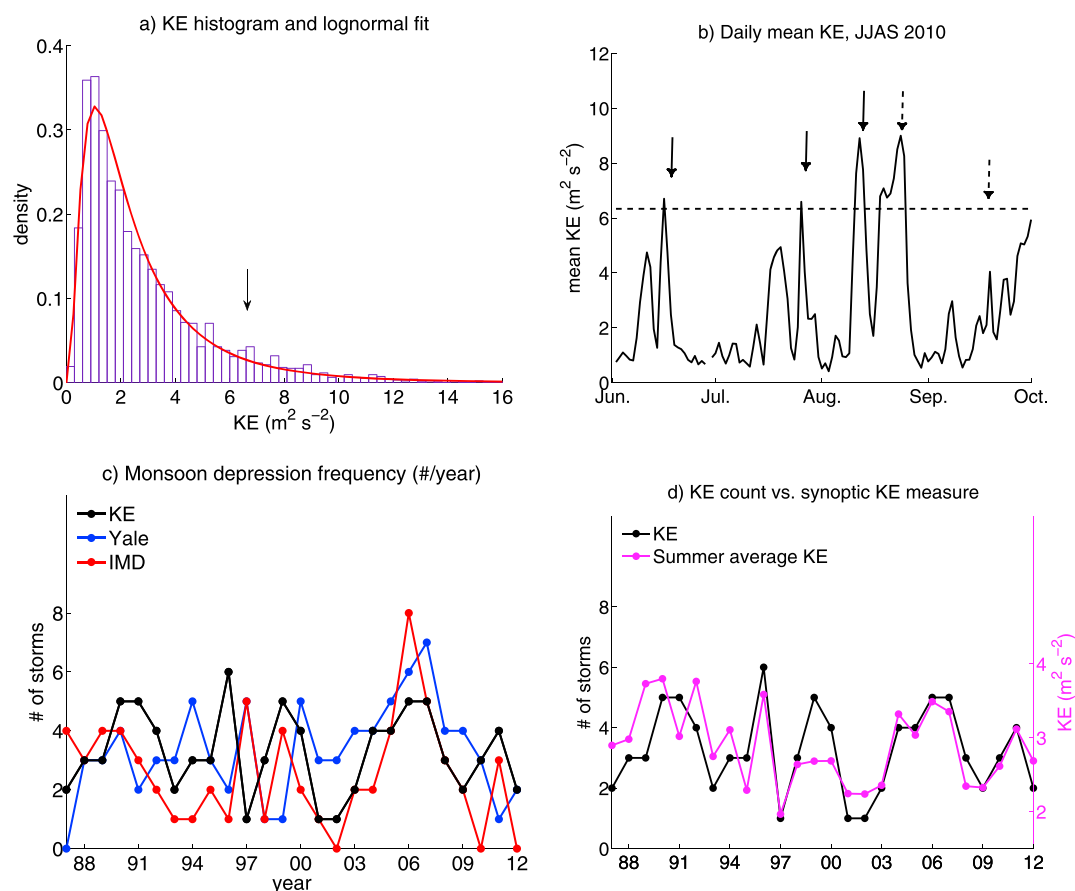 a) KE histogram and lognormal fit
0.4
0.3
0.2
0.1
0
density
0 2 4 6 8 10 12 14 16
KE (m² s⁻²)
b) Daily mean KE, JJAS 2010
12
10
8
6
4
2
0
mean KE (m² s⁻²)
Jun. Jul. Aug. Sep. Oct.
c) Monsoon depression frequency (#/year)
KE
Yale
IMD
8
6
4
2
0
# of storms
88 91 94 97 00 03 06 09 12
year
d) KE count vs. synoptic KE measure
KE
Summer average KE
8
6
4
2
0
# of storms
4
3
2
KE (m² s⁻²)
88 91 94 97 00 03 06 09 12